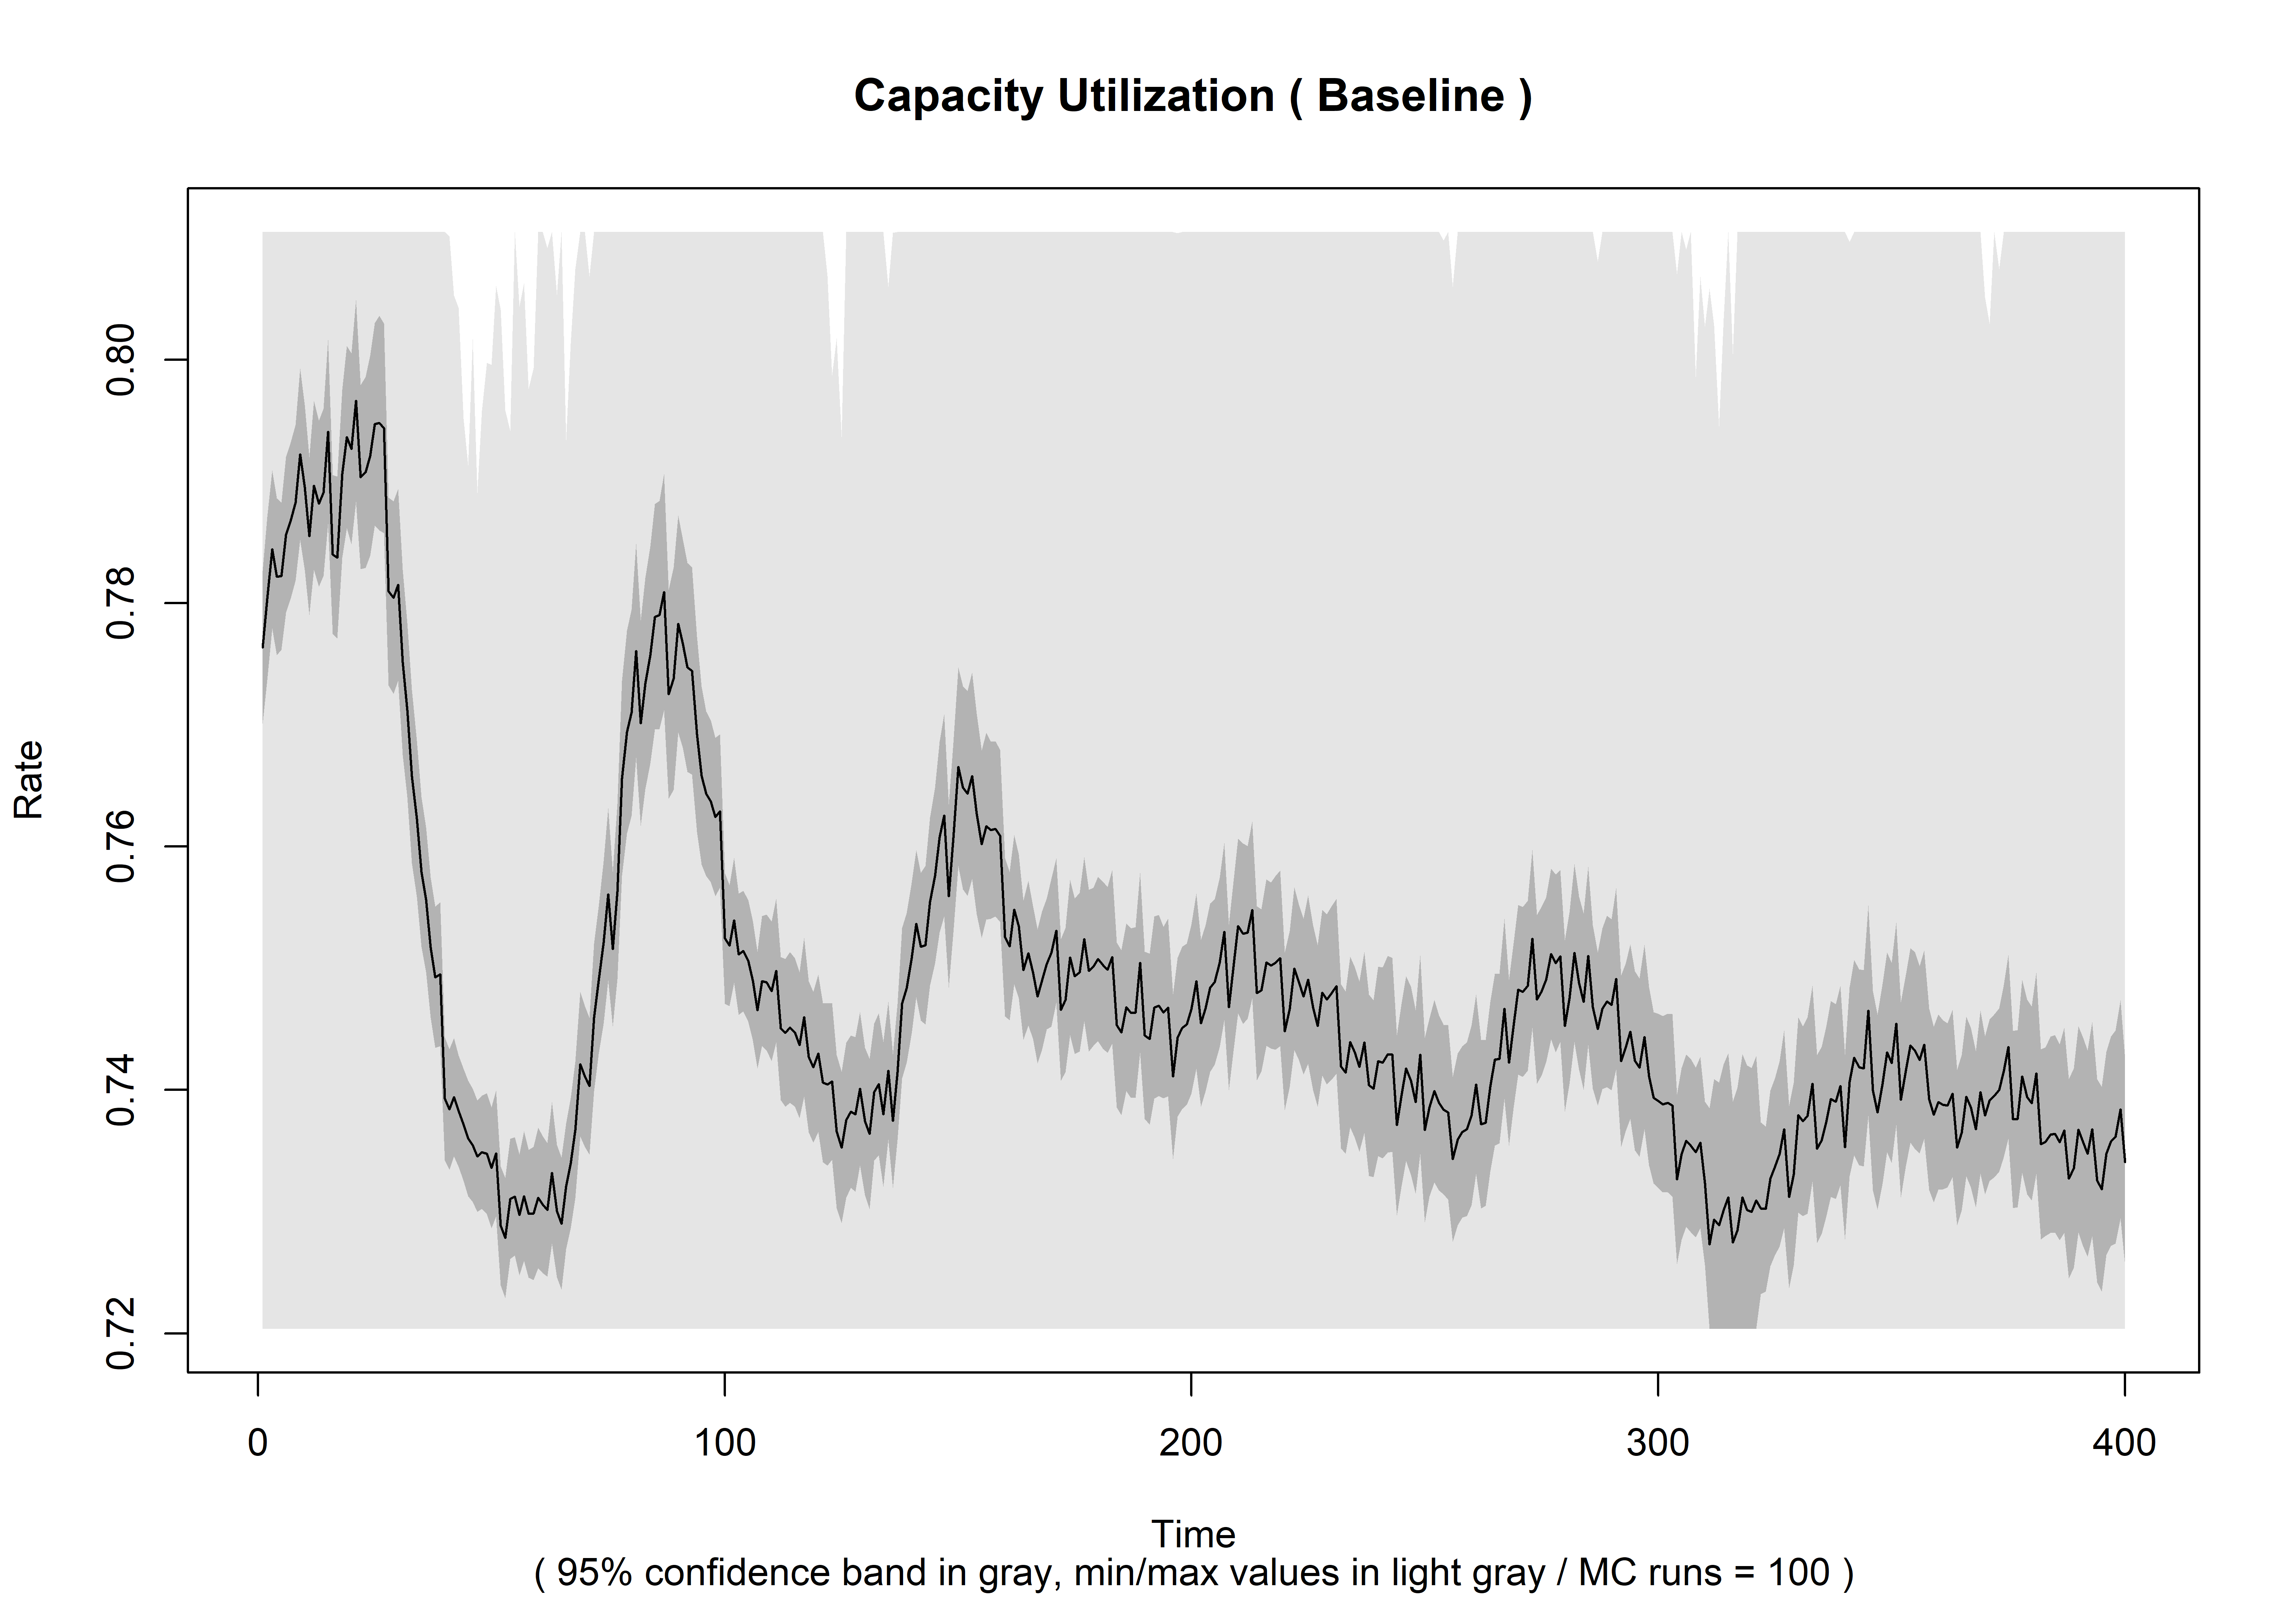 Capacity Utilization ( Baseline )
Rate
0.80
0.78
0.76
0.74
0.72
0 100 200 300 400
Time
( 95% confidence band in gray, min/max values in light gray / MC runs = 100 )